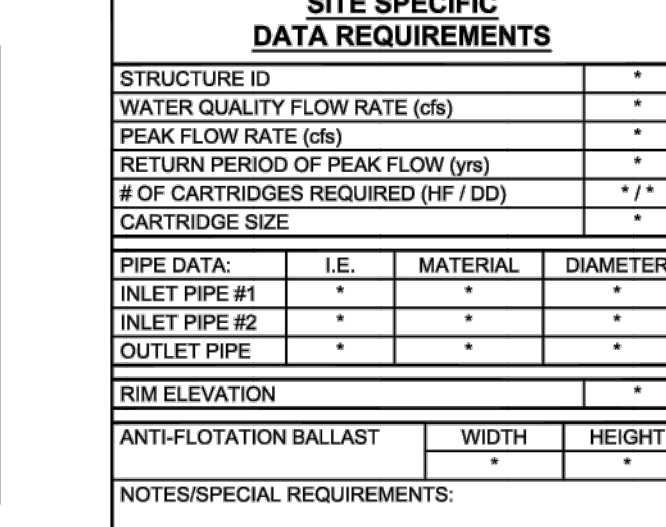 SITE SPECIFIC
DATA REQUIREMENTS
STRUCTURE ID *
WATER QUALITY FLOW RATE (cfs) *
PEAK FLOW RATE (cfs) *
RETURN PERIOD OF PEAK FLOW (yrs) *
# OF CARTRIDGES REQUIRED (HF / DD) * / *
CARTRIDGE SIZE *
PIPE DATA: I.E. MATERIAL DIAMETER
INLET PIPE #1 * * *
INLET PIPE #2 * * *
OUTLET PIPE * * *
RIM ELEVATION *
ANTI-FLOTATION BALLAST WIDTH HEIGHT
* *
NOTES/SPECIAL REQUIREMENTS: